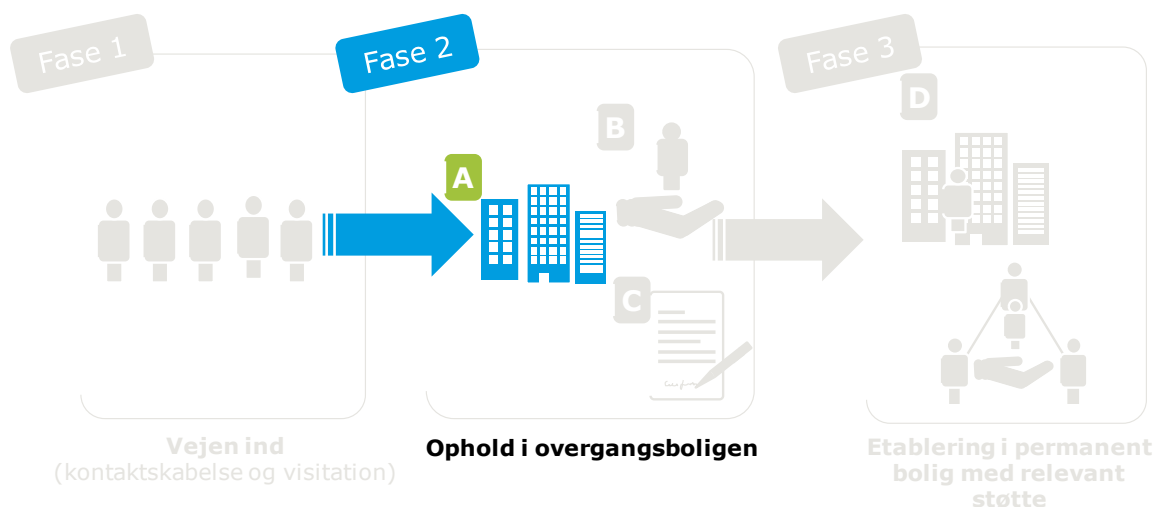 Fase 1
Fase 2
Fase 3
A
B
C
D
Vejen ind
(kontaktskabelse og visitation)
Ophold i overgangsboligen
Etablering i permanent
bolig med relevant
støtte